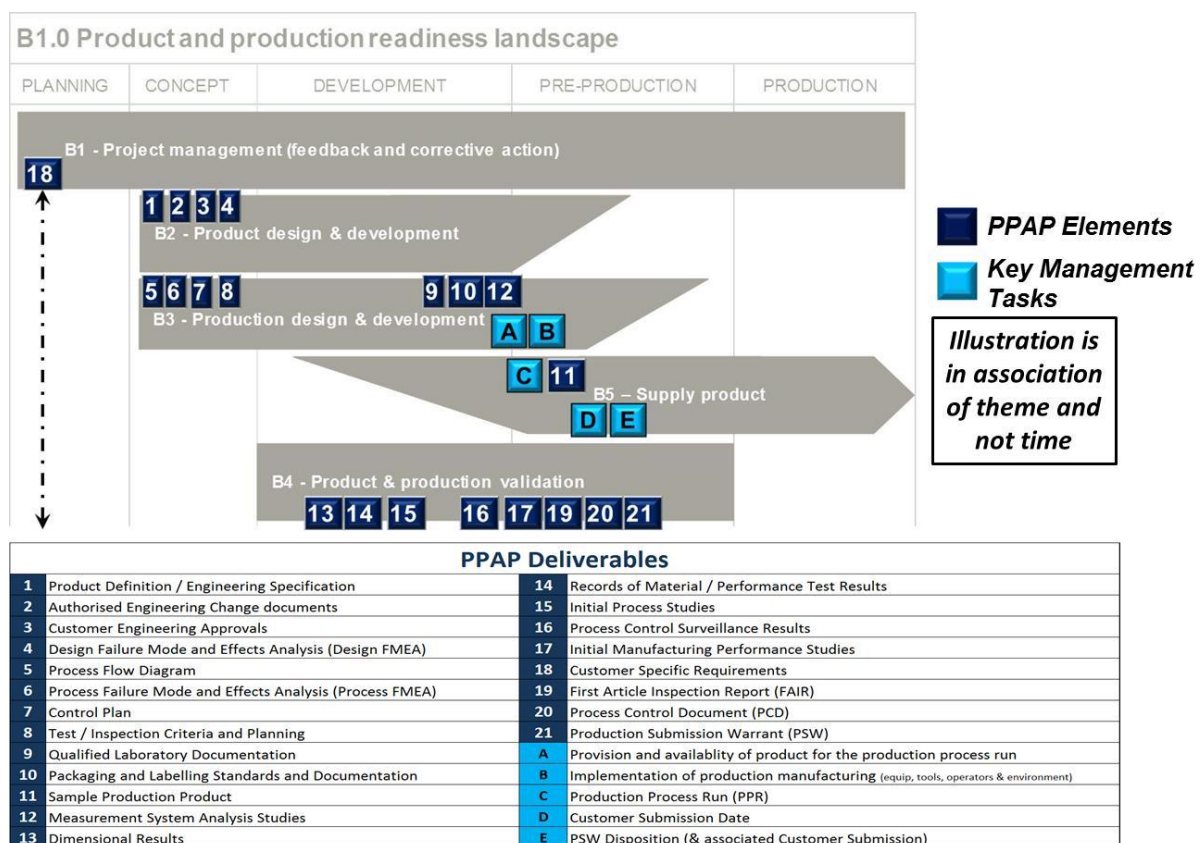 B1.0 Product and production readiness landscape
PLANNING CONCEPT DEVELOPMENT PRE-PRODUCTION PRODUCTION
B1 - Project management (feedback and corrective action)
18
1 2 3 4
B2 - Product design & development
5 6 7 8 9 10 12
B3 - Production design & development
A B
C 11
B5 – Supply product
D E
B4 - Product & production validation
13 14 15 16 17 19 20 21
PPAP Elements
Key Management
Tasks
Illustration is
in association
of theme and
not time
PPAP Deliverables
1 Product Definition / Engineering Specification
2 Authorised Engineering Change documents
3 Customer Engineering Approvals
4 Design Failure Mode and Effects Analysis (Design FMEA)
5 Process Flow Diagram
6 Process Failure Mode and Effects Analysis (Process FMEA)
7 Control Plan
8 Test / Inspection Criteria and Planning
9 Qualified Laboratory Documentation
10 Packaging and Labelling Standards and Documentation
11 Sample Production Product
12 Measurement System Analysis Studies
13 Dimensional Results
14 Records of Material / Performance Test Results
15 Initial Process Studies
16 Process Control Surveillance Results
17 Initial Manufacturing Performance Studies
18 Customer Specific Requirements
19 First Article Inspection Report (FAIR)
20 Process Control Document (PCD)
21 Production Submission Warrant (PSW)
A Provision and availablity of product for the production process run
B Implementation of production manufacturing (equip, tools, operators & environment)
C Production Process Run (PPR)
D Customer Submission Date
E PSW Disposition (& associated Customer Submission)